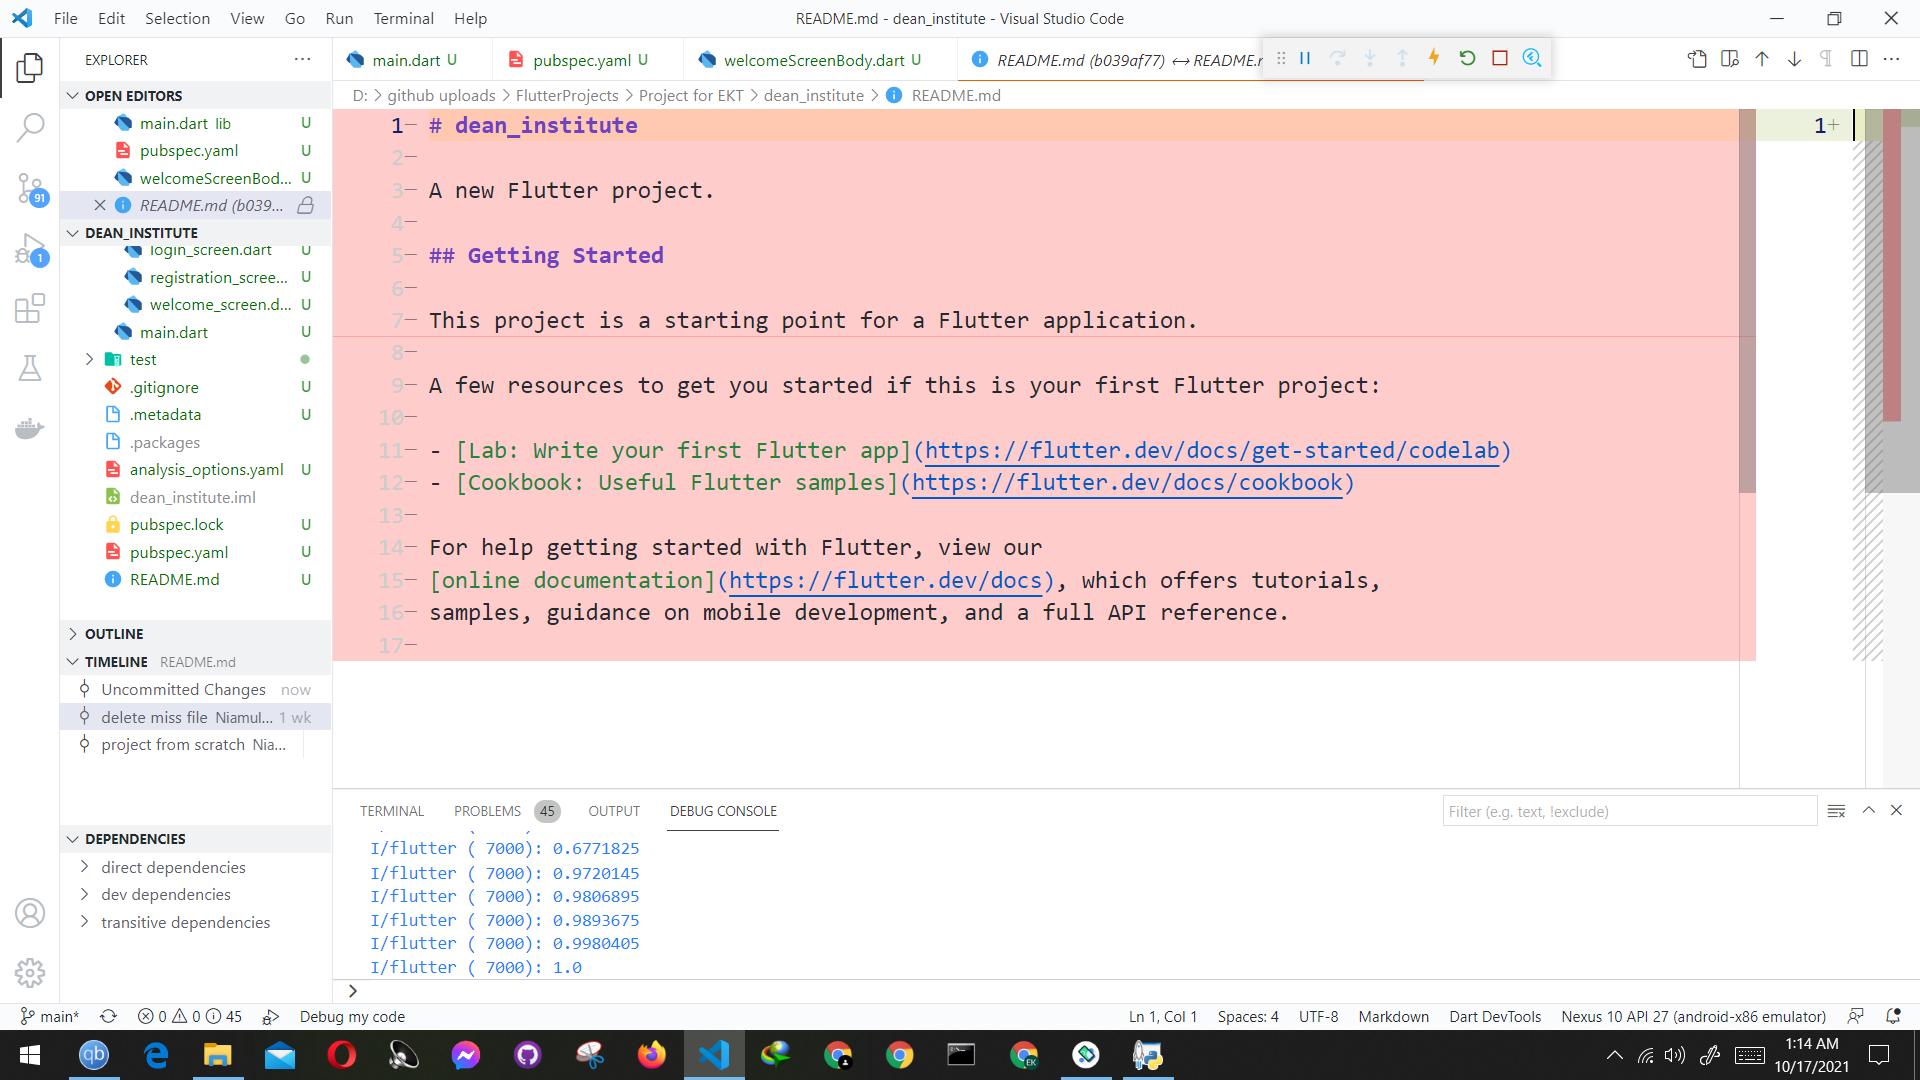 File Edit Selection View Go Run Terminal Help
README.md - dean_institute - Visual Studio Code
EXPLORER
OPEN EDITORS
main.dart lib U
pubspec.yaml U
welcomeScreenBod... U
README.md (b039...
DEAN_INSTITUTE
login_screen.dart U
registration_scree... U
welcome_screen.d... U
main.dart U
test
.gitignore U
.metadata U
.packages
analysis_options.yaml U
dean_institute.iml
pubspec.lock U
pubspec.yaml U
README.md U
OUTLINE
TIMELINE README.md
Uncommitted Changes now
delete miss file Niamul... 1 wk
project from scratch Nia...
DEPENDENCIES
direct dependencies
dev dependencies
transitive dependencies
91
1
main.dart U
pubspec.yaml U
welcomeScreenBody.dart U
README.md (b039af77) ↔ README.r
D: > github uploads > FlutterProjects > Project for EKT > dean_institute > README.md
1− # dean_institute
2−
3− A new Flutter project.
4−
5− ## Getting Started
6−
7− This project is a starting point for a Flutter application.
8−
9− A few resources to get you started if this is your first Flutter project:
10−
11− - [Lab: Write your first Flutter app](https://flutter.dev/docs/get-started/codelab)
12− - [Cookbook: Useful Flutter samples](https://flutter.dev/docs/cookbook)
13−
14− For help getting started with Flutter, view our
15− [online documentation](https://flutter.dev/docs), which offers tutorials,
16− samples, guidance on mobile development, and a full API reference.
17−
1+
TERMINAL PROBLEMS 45 OUTPUT DEBUG CONSOLE
Filter (e.g. text, !exclude)
I/flutter ( 7000): 0.6771825
I/flutter ( 7000): 0.9720145
I/flutter ( 7000): 0.9806895
I/flutter ( 7000): 0.9893675
I/flutter ( 7000): 0.9980405
I/flutter ( 7000): 1.0
>
main* 0 0 45 Debug my code
Ln 1, Col 1 Spaces: 4 UTF-8 Markdown Dart DevTools Nexus 10 API 27 (android-x86 emulator)
qb
EK
1:14 AM
10/17/2021